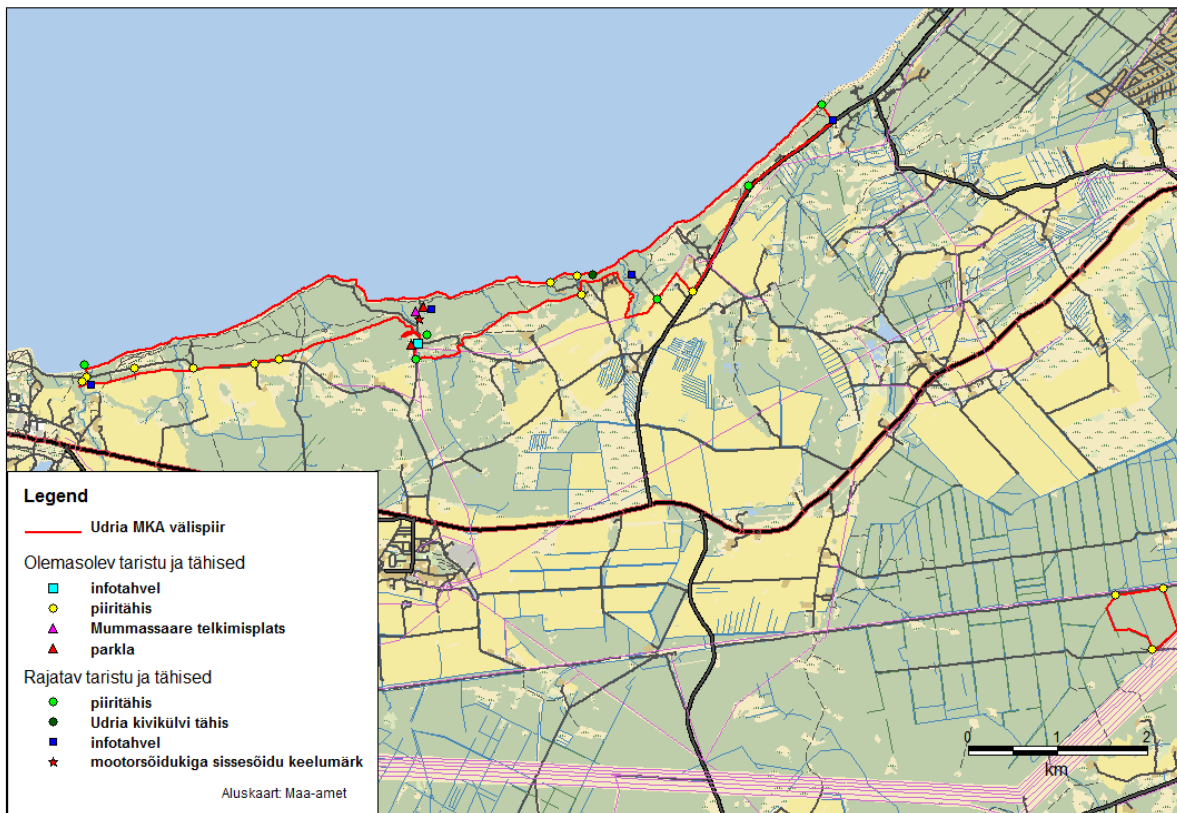 Legend
Udria MKA välispiir
Olemasolev taristu ja tähised
infotahvel
piiritähis
Mummassaare telkimisplats
parkla
Rajatav taristu ja tähised
piiritähis
Udria kivikülvi tähis
infotahvel
mootorsõidukiga sissesõidu keelumärk
Aluskaart: Maa-amet
0 1 2
km